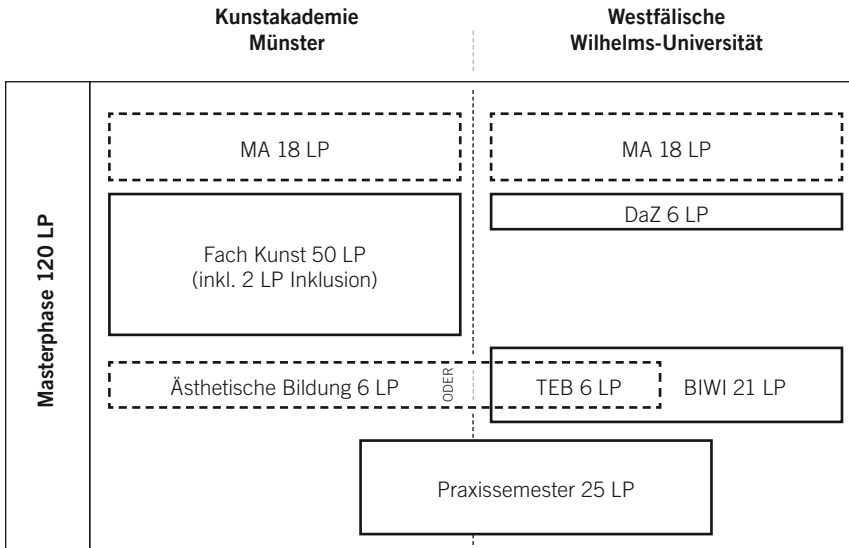 Kunstakademie
Münster
Westfälische
Wilhelms-Universität
Masterphase 120 LP
MA 18 LP
MA 18 LP
DaZ 6 LP
Fach Kunst 50 LP
(inkl. 2 LP Inklusion)
Ästhetische Bildung 6 LP
ODER
TEB 6 LP
BIWI 21 LP
Praxissemester 25 LP